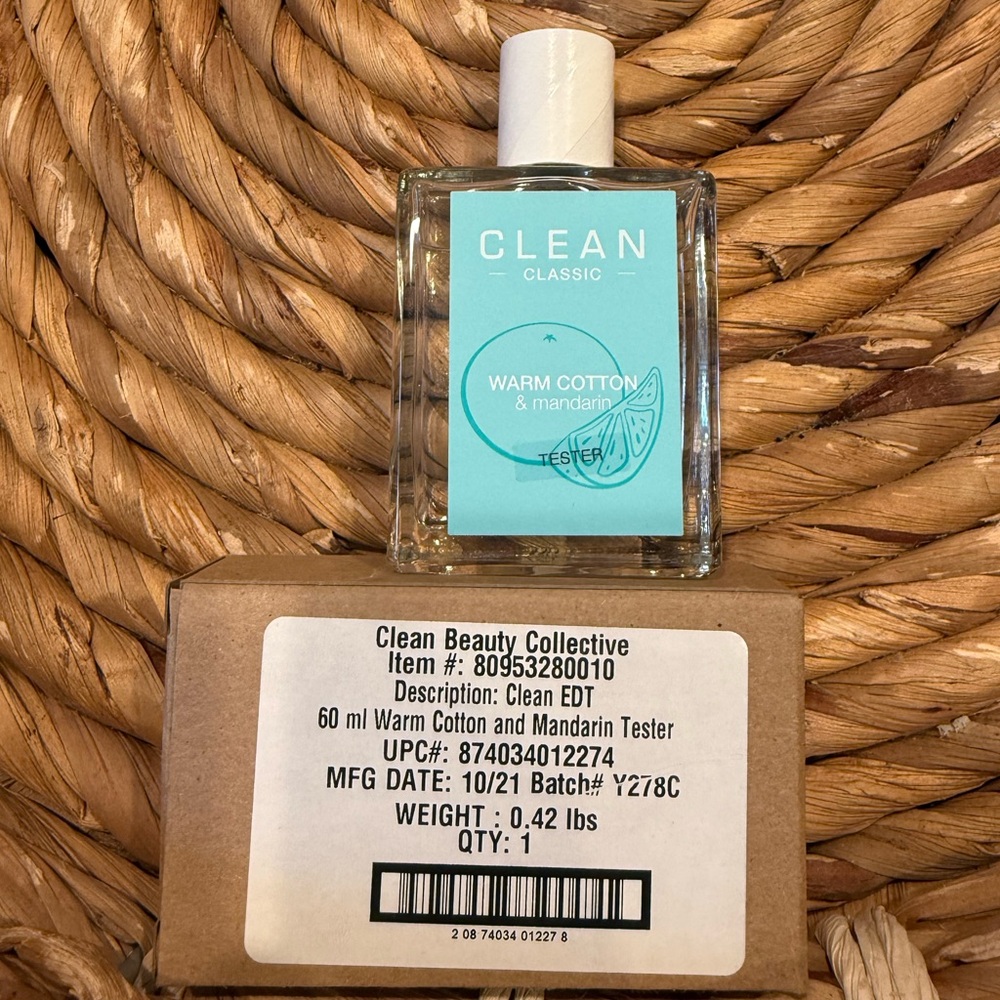 CLEAN
CLASSIC
WARM COTTON
& mandarin
TESTER
Clean Beauty Collective
Item #: 80953280010
Description: Clean EDT
60 ml Warm Cotton and Mandarin Tester
UPC#: 874034012274
MFG DATE: 10/21 Batch# Y278C
WEIGHT : 0.42 lbs
QTY: 1
2 08 74034 01227 8